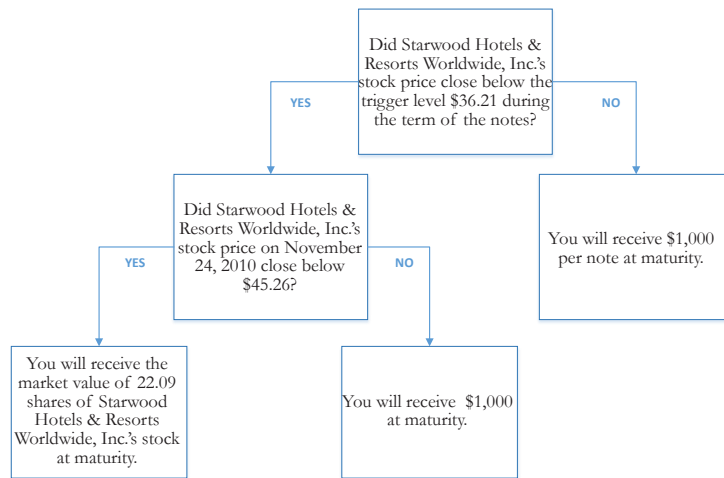 Did Starwood Hotels &
Resorts Worldwide, Inc.'s
stock price close below the
trigger level $36.21 during
the term of the notes?
YES
NO
Did Starwood Hotels &
Resorts Worldwide, Inc.'s
stock price on November
24, 2010 close below
$45.26?
You will receive $1,000
per note at maturity.
YES
NO
You will receive the
market value of 22.09
shares of Starwood
Hotels & Resorts
Worldwide, Inc.'s stock
at maturity.
You will receive $1,000
at maturity.